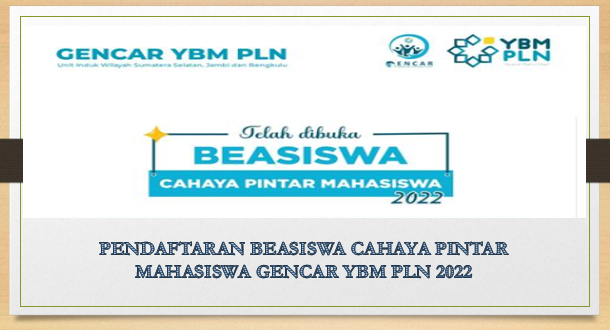 GENCAR YBM PLN
Unit Induk Wilayah Sumatera Selatan, Jambi dan Bengkulu
GENCAR
YBM
PLN
Telah dibuka
BEASISWA
CAHAYA PINTAR MAHASISWA
2022
PENDAFTARAN BEASISWA CAHAYA PINTAR
MAHASISWA GENCAR YBM PLN 2022